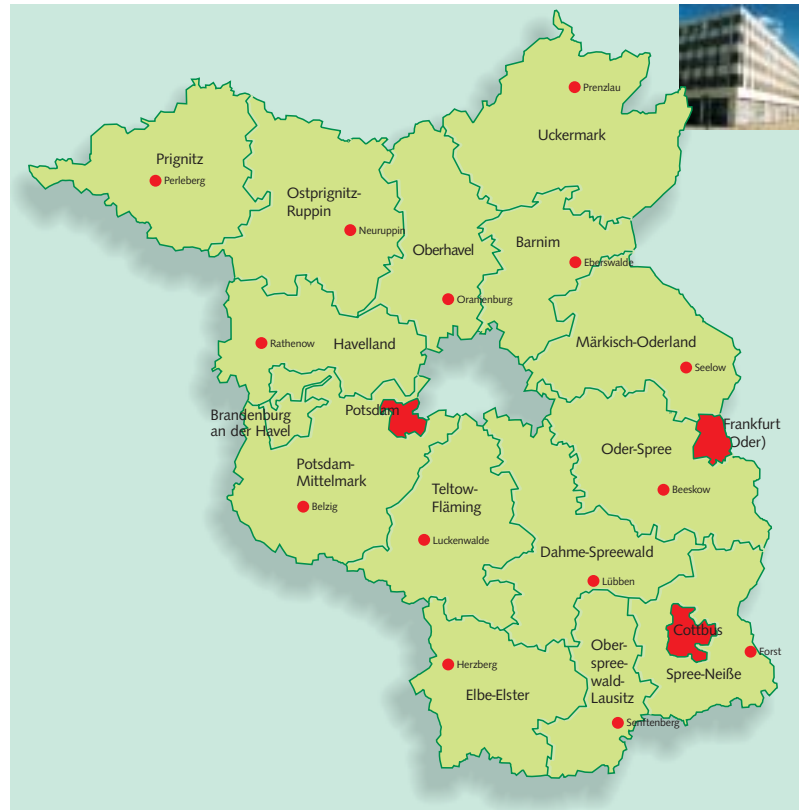 Prenzlau
Uckermark
Prignitz
Perleberg
Ostprignitz-
Ruppin
Neuruppin
Oberhavel
Barnim
Eberswalde
Oranienburg
Rathenow
Havelland
Märkisch-Oderland
Seelow
Brandenburg
an der Havel
Potsdam
Frankfurt
(Oder)
Oder-Spree
Beeskow
Potsdam-
Mittelmark
Belzig
Teltow-
Fläming
Luckenwalde
Dahme-Spreewald
Lübben
Cottbus
Forst
Spree-Neiße
Ober-
spree-
wald-
Lausitz
Senftenberg
Herzberg
Elbe-Elster